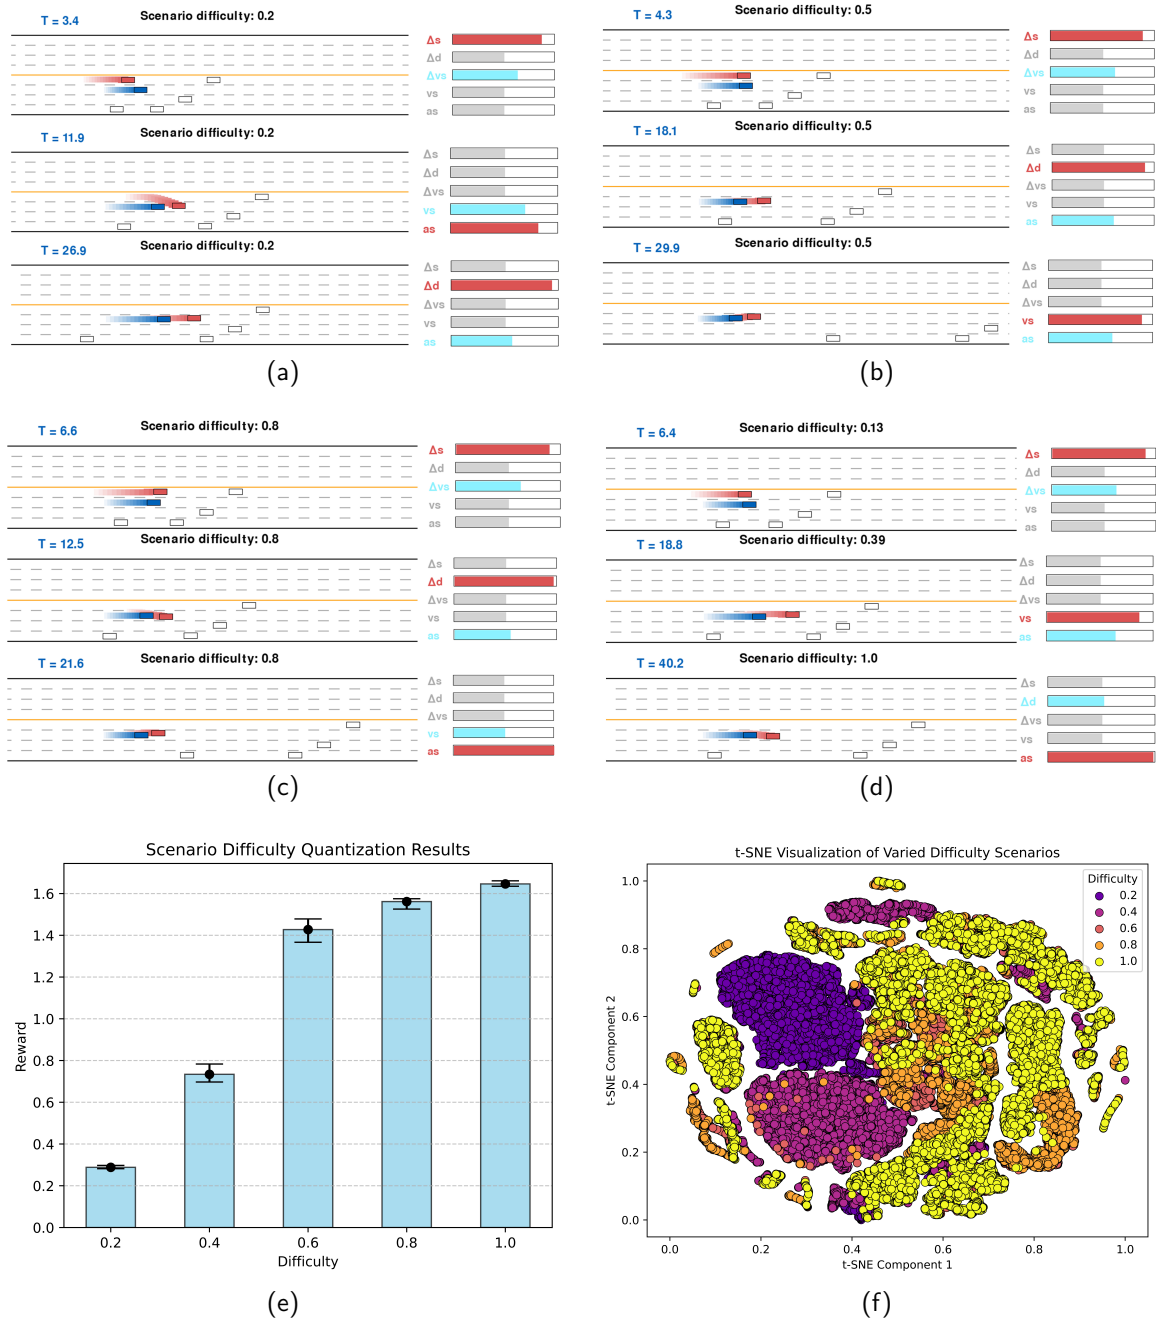 T = 3.4
Scenario difficulty: 0.2
Δs
Δd
Δvs
vs
as
T = 11.9
Scenario difficulty: 0.2
Δs
Δd
Δvs
vs
as
T = 26.9
Scenario difficulty: 0.2
Δs
Δd
Δvs
vs
as
(a)
T = 4.3
Scenario difficulty: 0.5
Δs
Δd
Δvs
vs
as
T = 18.1
Scenario difficulty: 0.5
Δs
Δd
Δvs
vs
as
T = 29.9
Scenario difficulty: 0.5
Δs
Δd
Δvs
vs
as
(b)
T = 6.6
Scenario difficulty: 0.8
Δs
Δd
Δvs
vs
as
T = 12.5
Scenario difficulty: 0.8
Δs
Δd
Δvs
vs
as
T = 21.6
Scenario difficulty: 0.8
Δs
Δd
Δvs
vs
as
(c)
T = 6.4
Scenario difficulty: 0.13
Δs
Δd
Δvs
vs
as
T = 18.8
Scenario difficulty: 0.39
Δs
Δd
Δvs
vs
as
T = 40.2
Scenario difficulty: 1.0
Δs
Δd
Δvs
vs
as
(d)
Scenario Difficulty Quantization Results
Reward
1.6
1.4
1.2
1.0
0.8
0.6
0.4
0.2
0.0
0.2 0.4 0.6 0.8 1.0
Difficulty
(e)
t-SNE Visualization of Varied Difficulty Scenarios
t-SNE Component 2
1.0
0.8
0.6
0.4
0.2
0.0
Difficulty
0.2
0.4
0.6
0.8
1.0
0.0 0.2 0.4 0.6 0.8 1.0
t-SNE Component 1
(f)